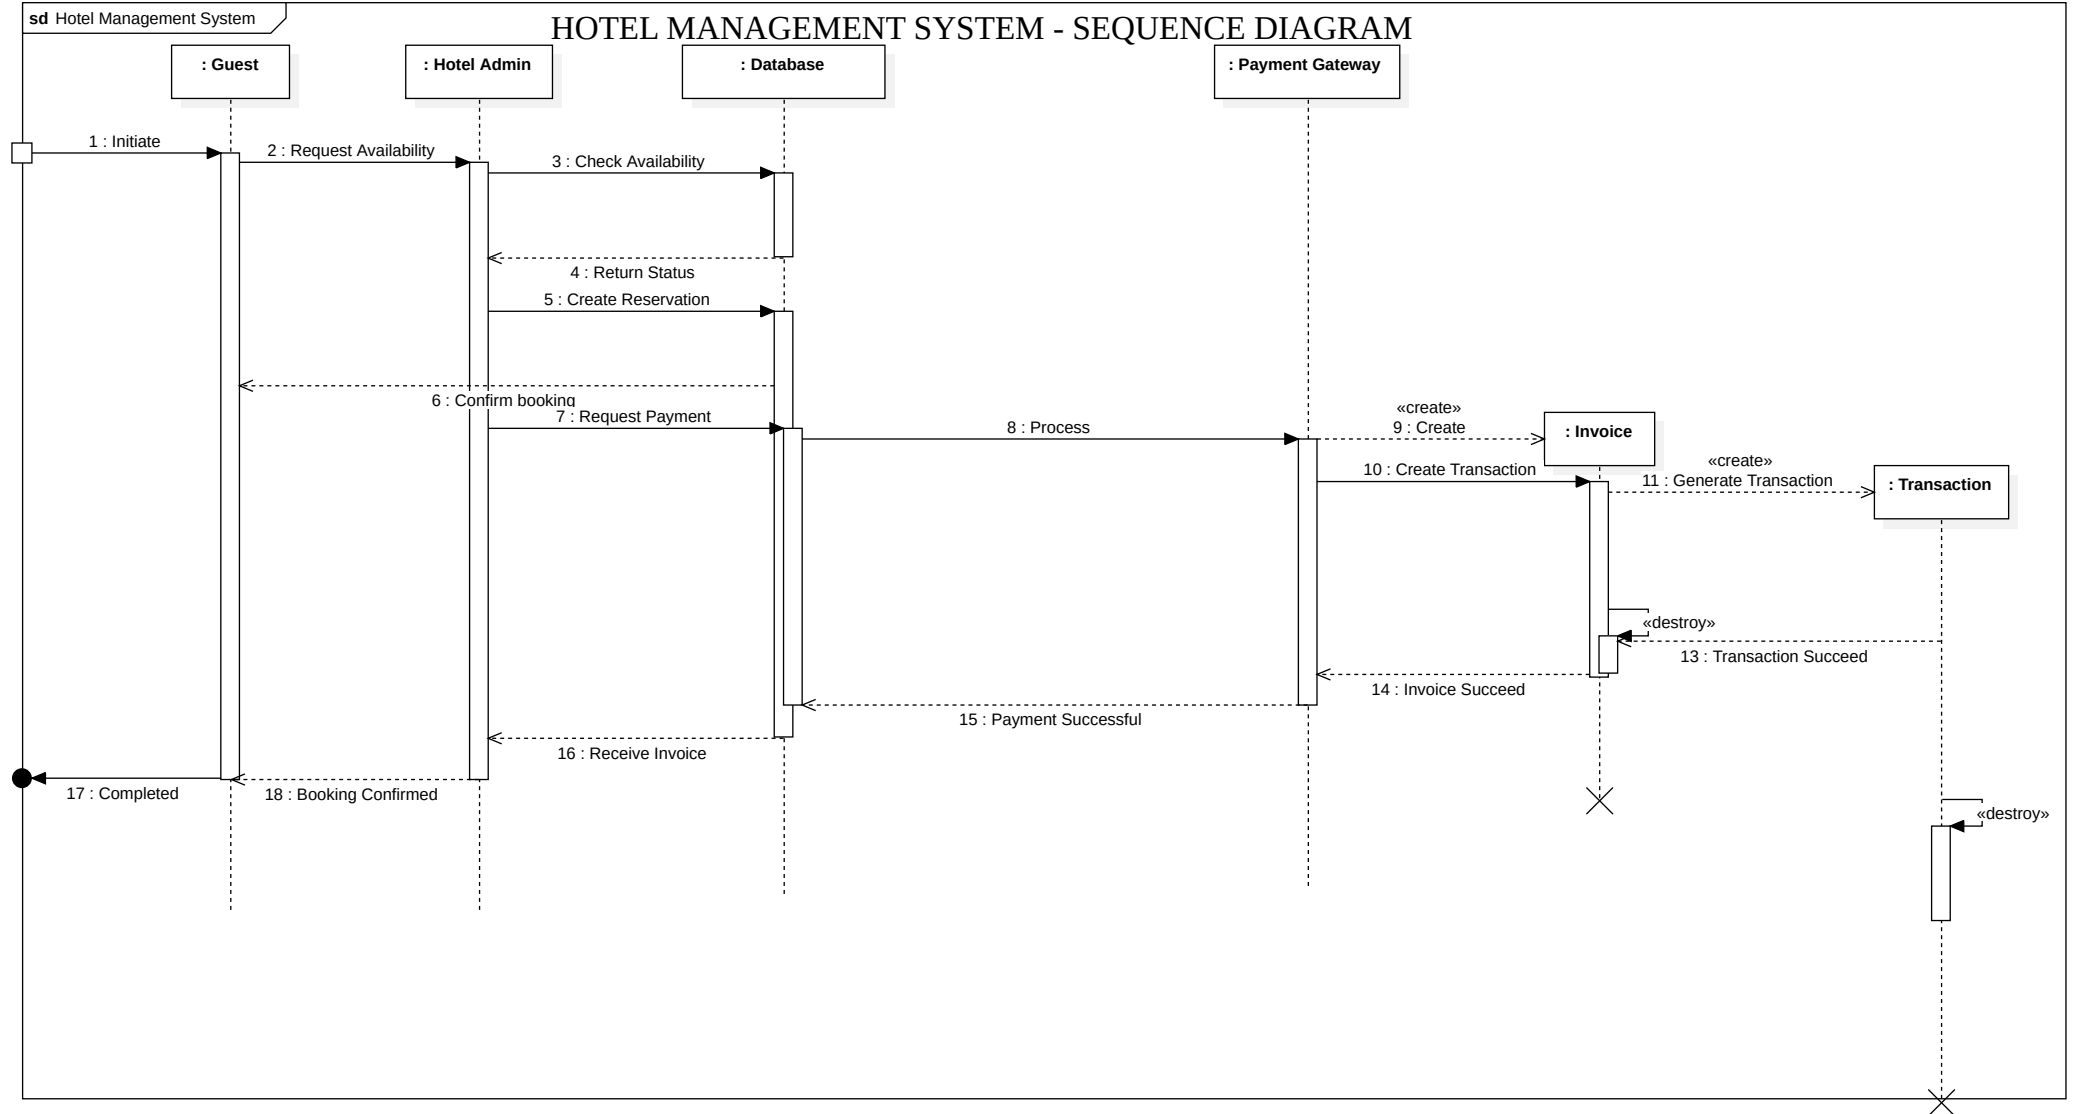 sd Hotel Management System
HOTEL MANAGEMENT SYSTEM - SEQUENCE DIAGRAM
: Guest
: Hotel Admin
: Database
: Payment Gateway
1 : Initiate
2 : Request Availability
3 : Check Availability
4 : Return Status
5 : Create Reservation
6 : Confirm booking
7 : Request Payment
8 : Process
«create»
9 : Create
: Invoice
10 : Create Transaction
«create»
11 : Generate Transaction
: Transaction
«destroy»
13 : Transaction Succeed
14 : Invoice Succeed
15 : Payment Successful
16 : Receive Invoice
17 : Completed
18 : Booking Confirmed
«destroy»